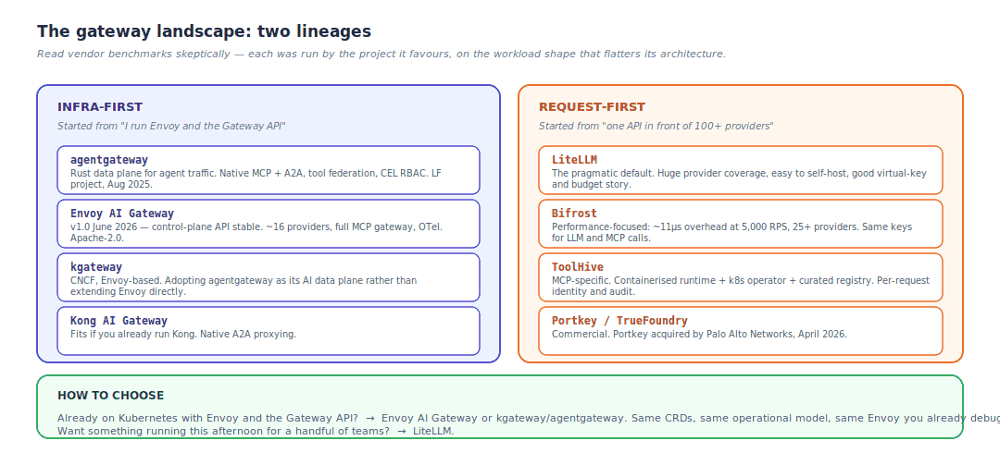 The gateway landscape: two lineages
Read vendor benchmarks skeptically — each was run by the project it favours, on the workload shape that flatters its architecture.
INFRA-FIRST
Started from "I run Envoy and the Gateway API"
agentgateway
Rust data plane for agent traffic. Native MCP + A2A, tool federation, CEL RBAC. LF
project, Aug 2025.
Envoy AI Gateway
v1.0 June 2026 — control-plane API stable. ~16 providers, full MCP gateway, OTel.
Apache-2.0.
kgateway
CNCF, Envoy-based. Adopting agentgateway as its AI data plane rather than
extending Envoy directly.
Kong AI Gateway
Fits if you already run Kong. Native A2A proxying.
REQUEST-FIRST
Started from "one API in front of 100+ providers"
LiteLLM
The pragmatic default. Huge provider coverage, easy to self-host, good virtual-key
and budget story.
Bifrost
Performance-focused: ~11µs overhead at 5,000 RPS, 25+ providers. Same keys
for LLM and MCP calls.
ToolHive
MCP-specific. Containerised runtime + k8s operator + curated registry. Per-request
identity and audit.
Portkey / TrueFoundry
Commercial. Portkey acquired by Palo Alto Networks, April 2026.
HOW TO CHOOSE
Already on Kubernetes with Envoy and the Gateway API? → Envoy AI Gateway or kgateway/agentgateway. Same CRDs, same operational model, same Envoy you already debug
Want something running this afternoon for a handful of teams? → LiteLLM.